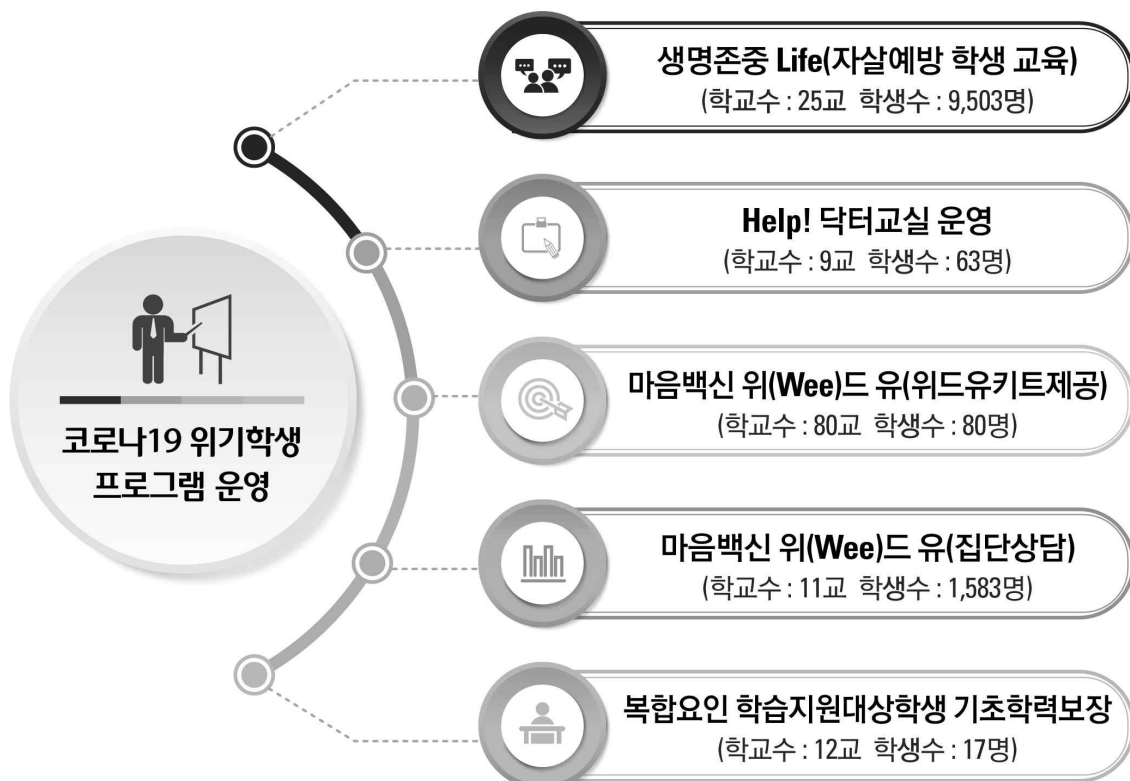 생명존중 Life(자살예방 학생 교육)
(학교수 : 25교 학생수 : 9,503명)
Help! 닥터교실 운영
(학교수 : 9교 학생수 : 63명)
코로나19 위기학생
프로그램 운영
마음백신 위(Wee)드 유(위드유키트제공)
(학교수 : 80교 학생수 : 80명)
마음백신 위(Wee)드 유(집단상담)
(학교수 : 11교 학생수 : 1,583명)
복합요인 학습지원대상학생 기초학력보장
(학교수 : 12교 학생수 : 17명)